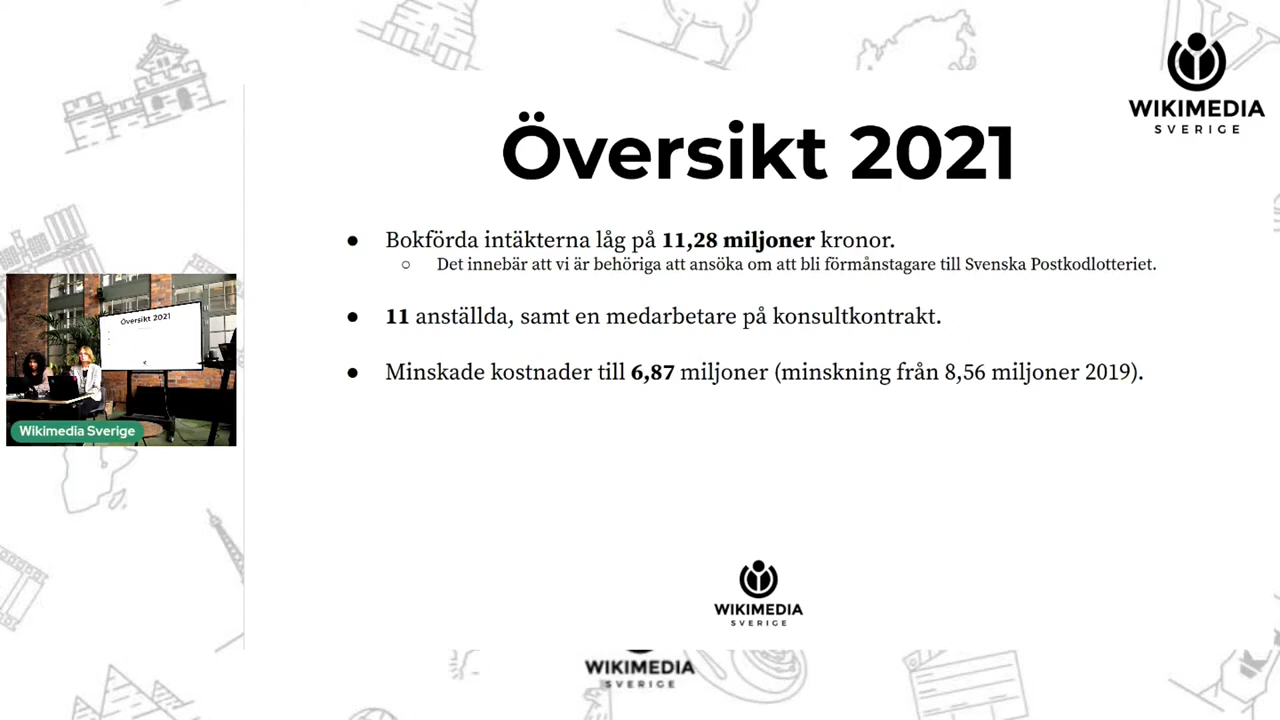 WIKIMEDIA
SVERIGE
Översikt 2021
● Bokförda intäkterna låg på 11,28 miljoner kronor.
○ Det innebär att vi är behöriga att ansöka om att bli förmånstagare till Svenska Postkodlotteriet.
● 11 anställda, samt en medarbetare på konsultkontrakt.
● Minskade kostnader till 6,87 miljoner (minskning från 8,56 miljoner 2019).
Översikt 2021
Wikimedia Sverige
WIKIMEDIA
SVERIGE
WIKIMEDIA
SVERIGE